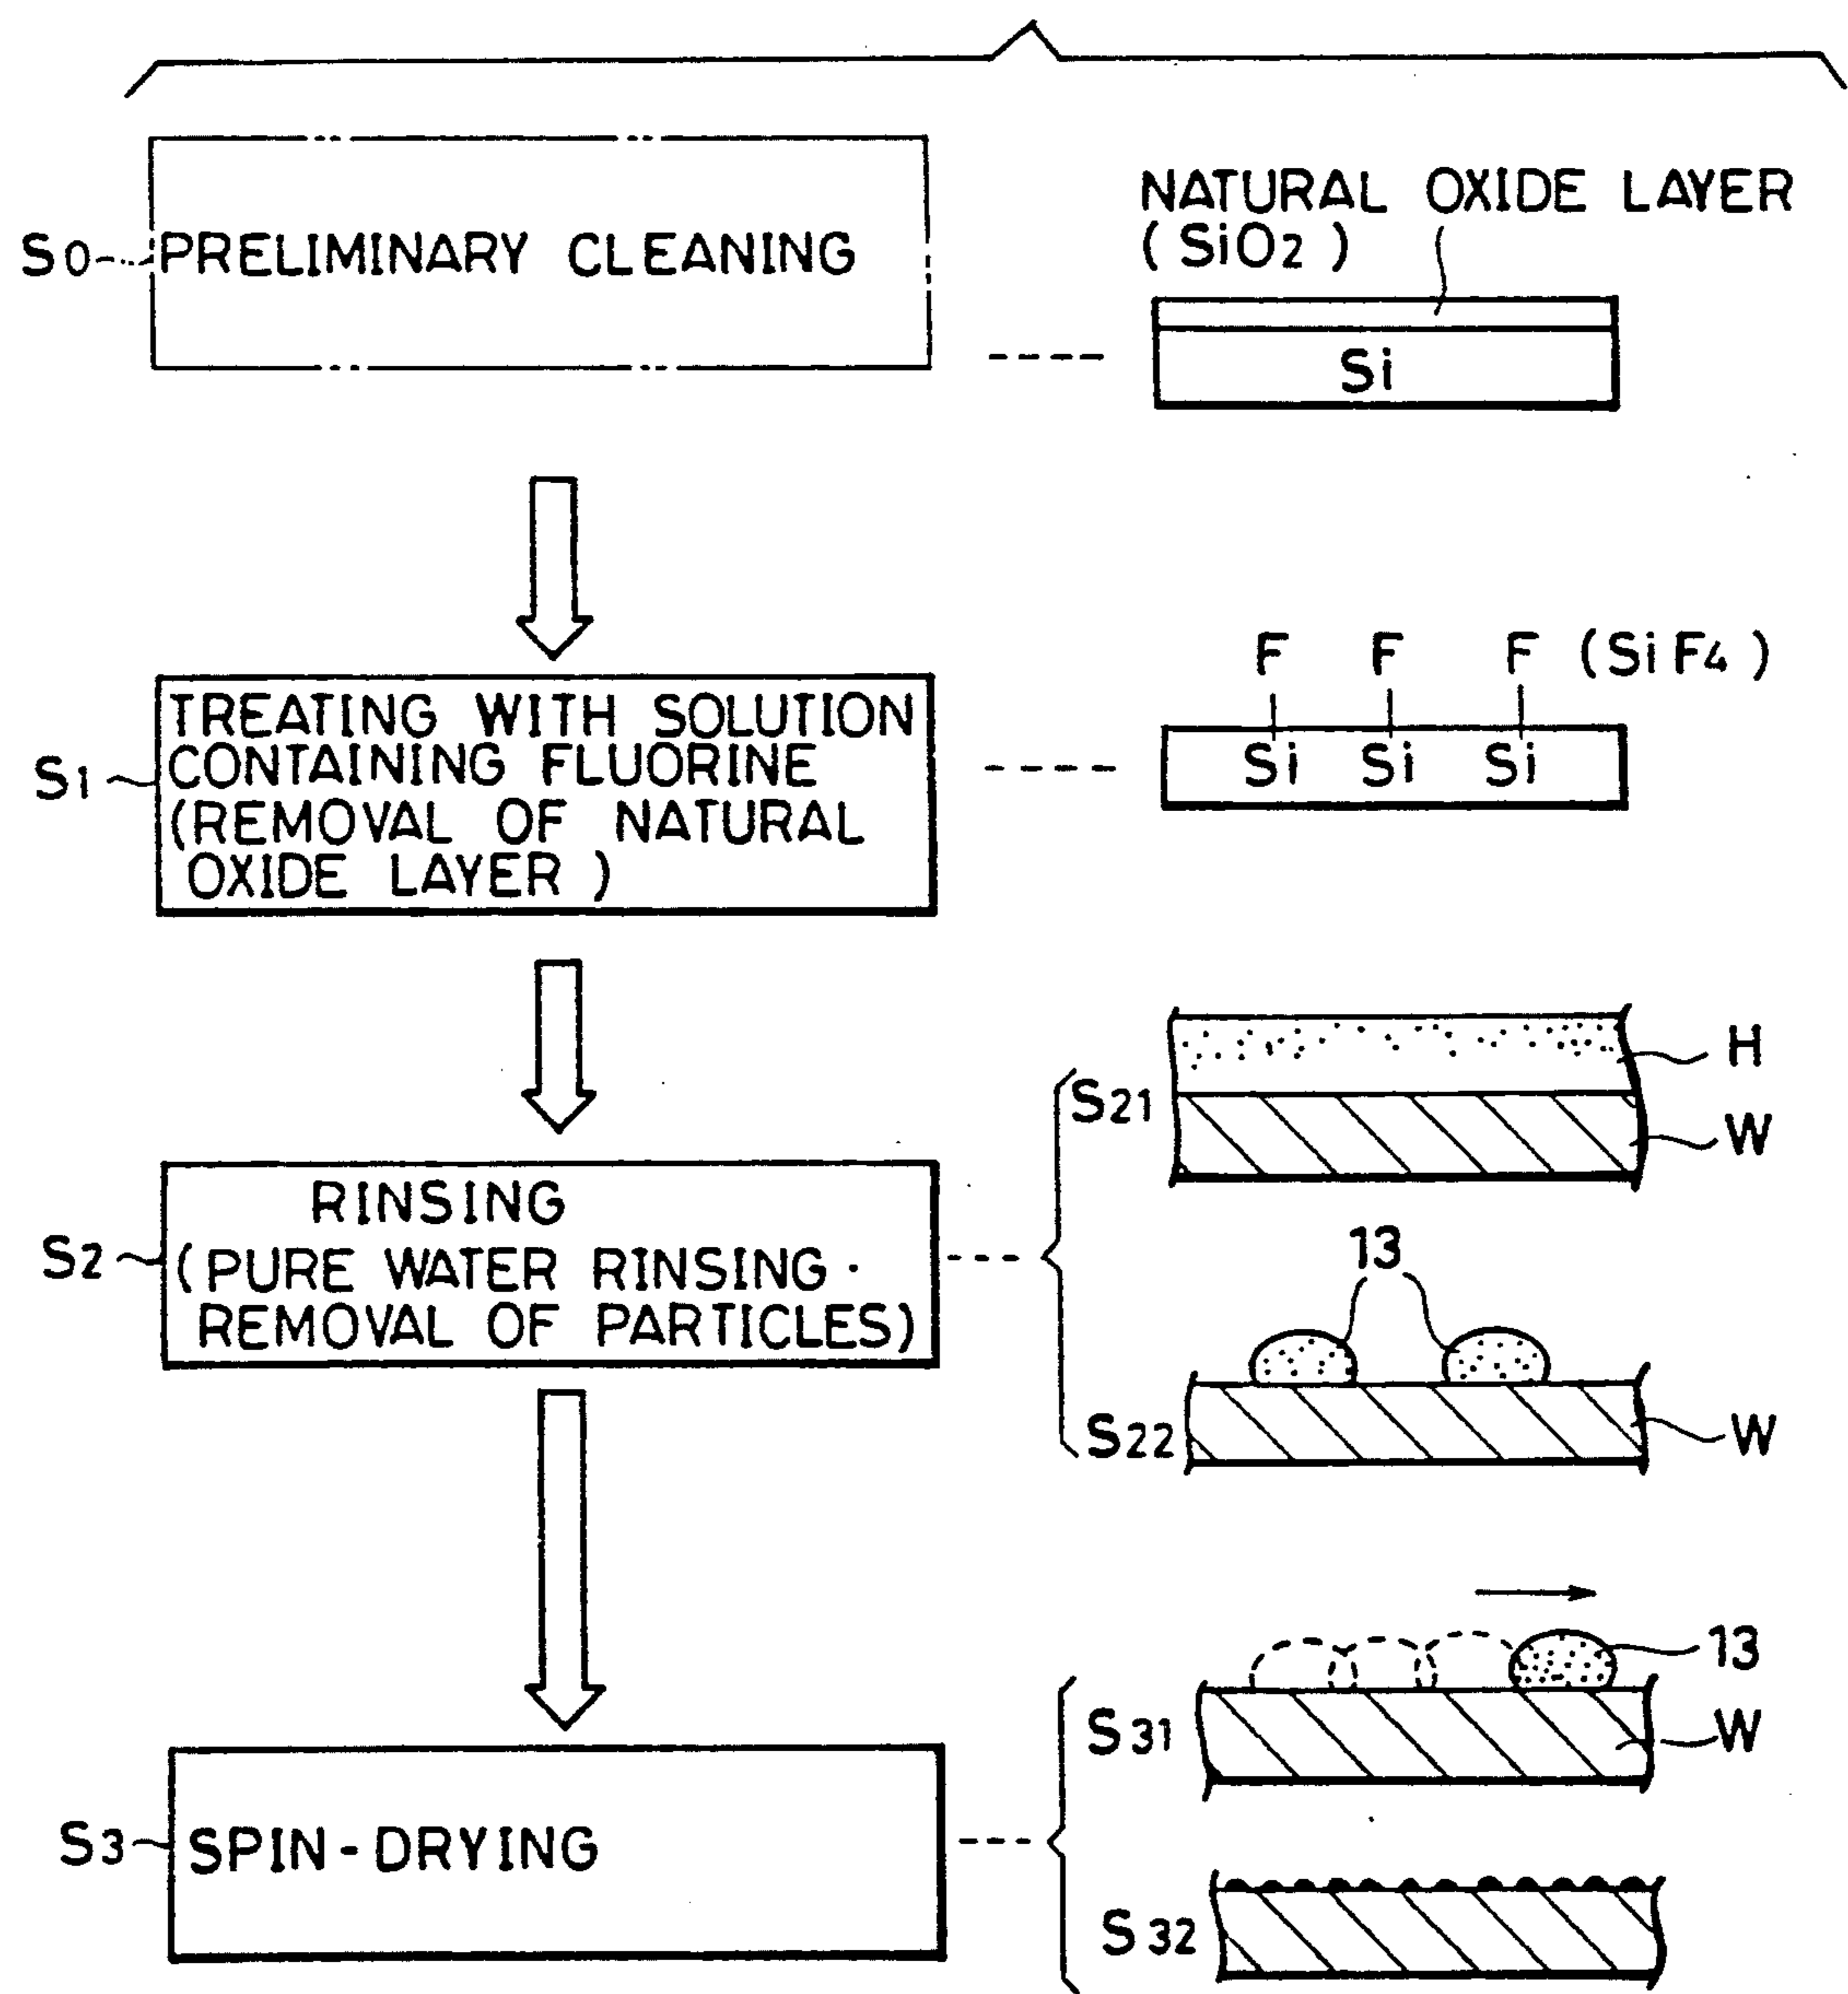 S0
PRELIMINARY CLEANING
NATURAL OXIDE LAYER
(SiO2)
Si
S1
TREATING WITH SOLUTION
CONTAINING FLUORINE
(REMOVAL OF NATURAL
OXIDE LAYER)
F F F (SiF4)
Si Si Si
S2
RINSING
(PURE WATER RINSING ·
REMOVAL OF PARTICLES)
S21
H
W
13
S22
W
S3
SPIN-DRYING
13
S31
W
S32